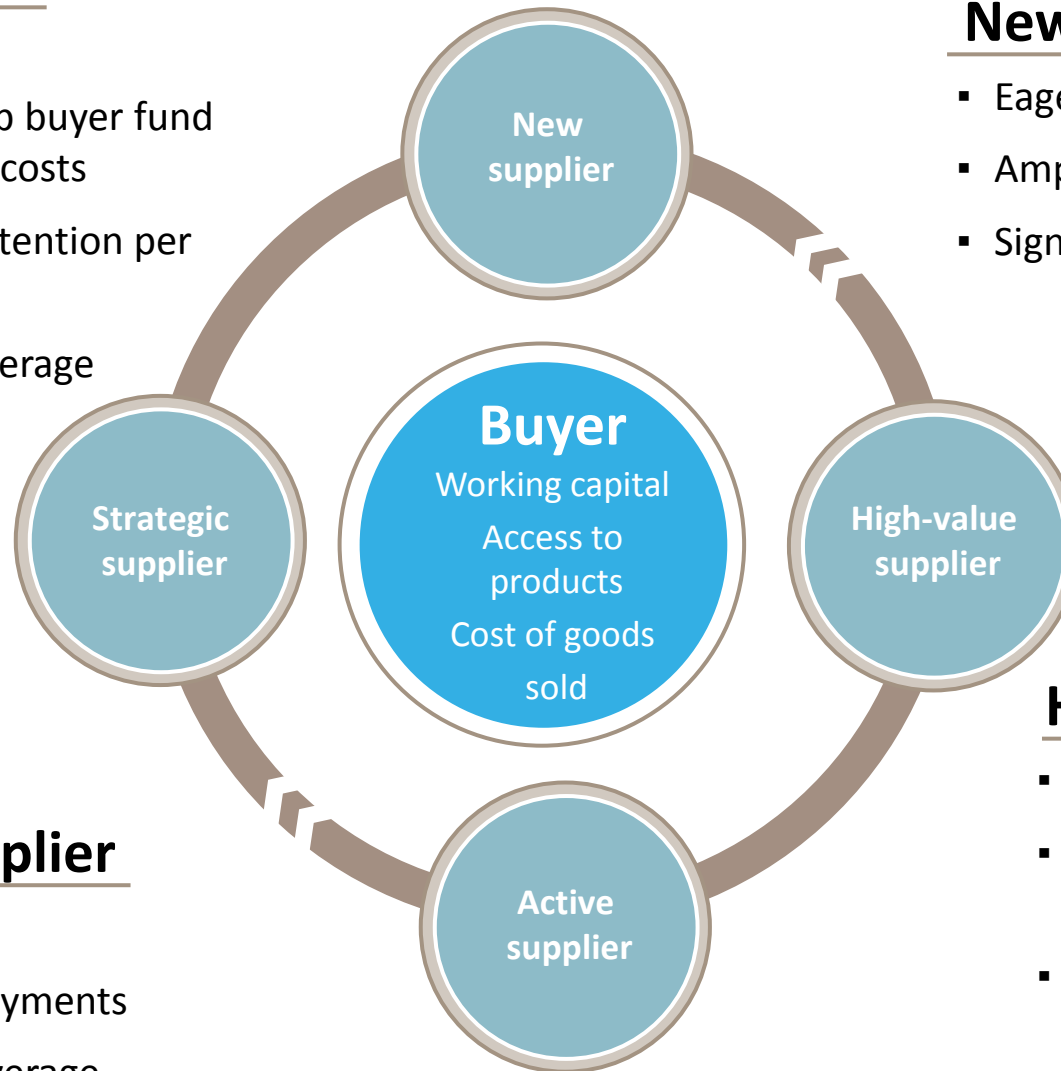 New
▪ Eage
p buyer fund
costs
▪ Amp
tention per
▪ Sign
erage
New
supplier
Buyer
Working capital
Access to
products
Cost of goods
sold
Strategic
supplier
High-value
supplier
H
plier
Active
supplier
yments
verage